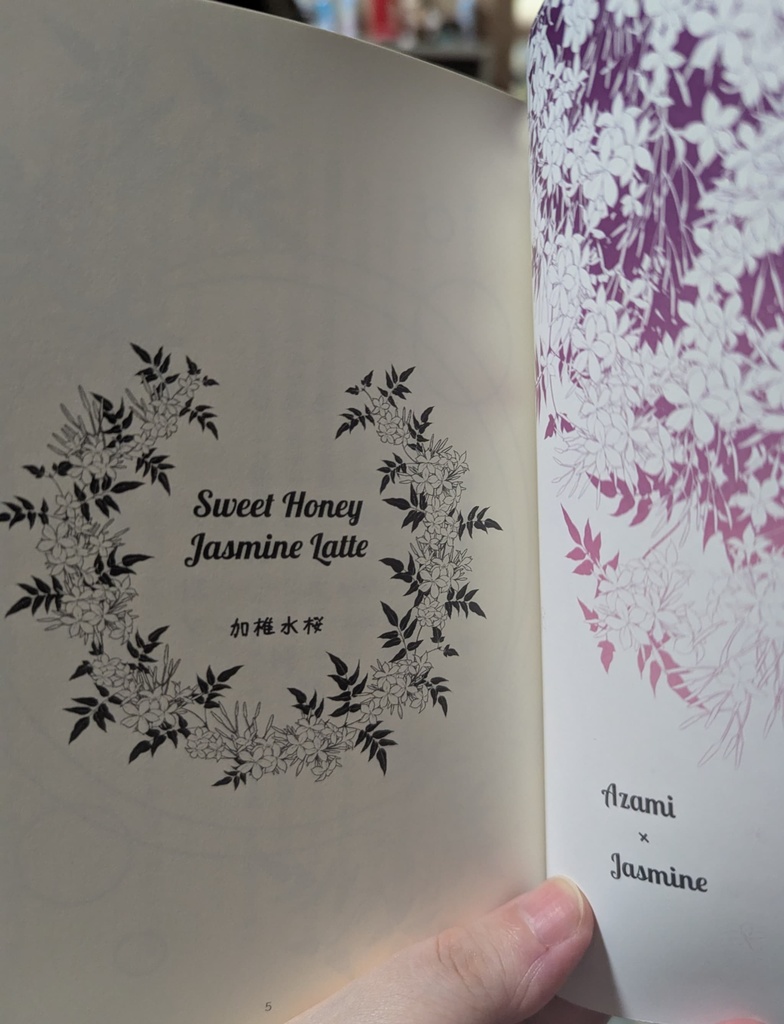 Sweet Honey
Jasmine Latte
加椎水桜
5
Azami
×
Jasmine